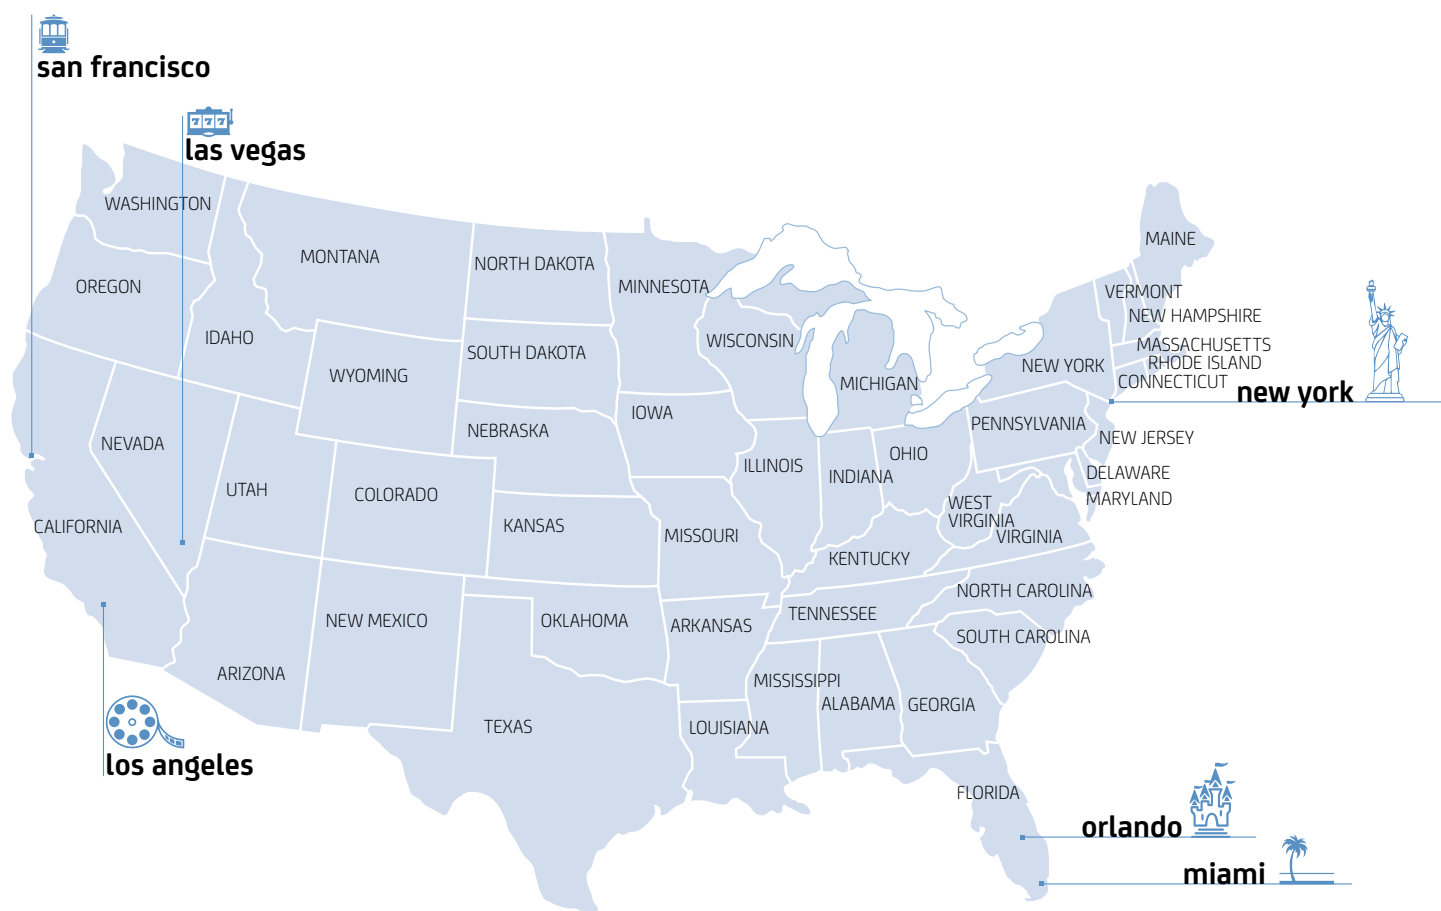 san francisco
777
las vegas
WASHINGTON
MAINE
MONTANA
NORTH DAKOTA
OREGON
MINNESOTA
VERMONT
NEW HAMPSHIRE
IDAHO
WISCONSIN
MASSACHUSETTS
SOUTH DAKOTA
RHODE ISLAND
NEW YORK
WYOMING
CONNECTICUT
MICHIGAN
new york
IOWA
PENNSYLVANIA
NEBRASKA
NEW JERSEY
NEVADA
OHIO
ILLINOIS
DELAWARE
INDIANA
UTAH
COLORADO
MARYLAND
WEST
VIRGINIA
KANSAS
CALIFORNIA
MISSOURI
VIRGINIA
KENTUCKY
NORTH CAROLINA
TENNESSEE
NEW MEXICO
OKLAHOMA
ARKANSAS
SOUTH CAROLINA
ARIZONA
MISSISSIPPI
ALABAMA
GEORGIA
TEXAS
LOUISIANA
los angeles
FLORIDA
orlando
miami